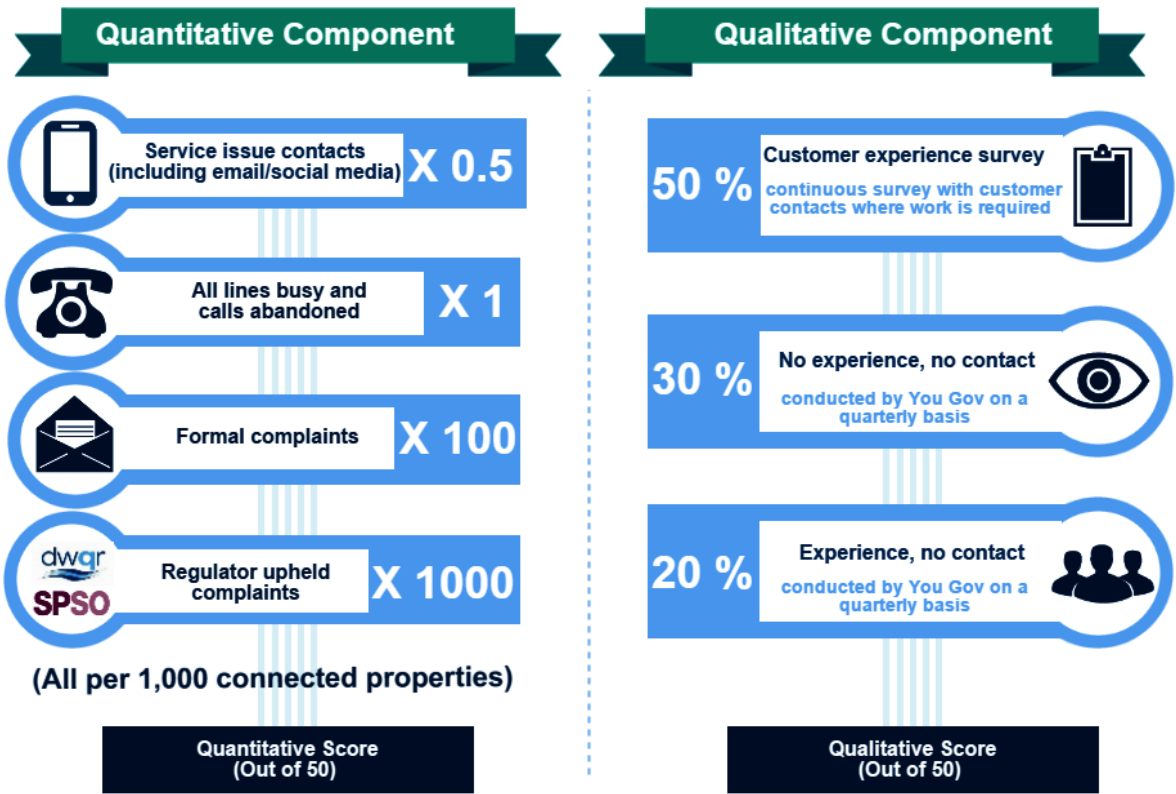 Quantitative Component
Service issue contacts
(including email/social media)
X 0.5
All lines busy and
calls abandoned
X 1
Formal complaints
X 100
dwqr
SPSO
Regulator upheld
complaints
X 1000
(All per 1,000 connected properties)
Quantitative Score
(Out of 50)
Qualitative Component
50 %
Customer experience survey
continuous survey with customer
contacts where work is required
30 %
No experience, no contact
conducted by You Gov on a
quarterly basis
20 %
Experience, no contact
conducted by You Gov on a
quarterly basis
Qualitative Score
(Out of 50)